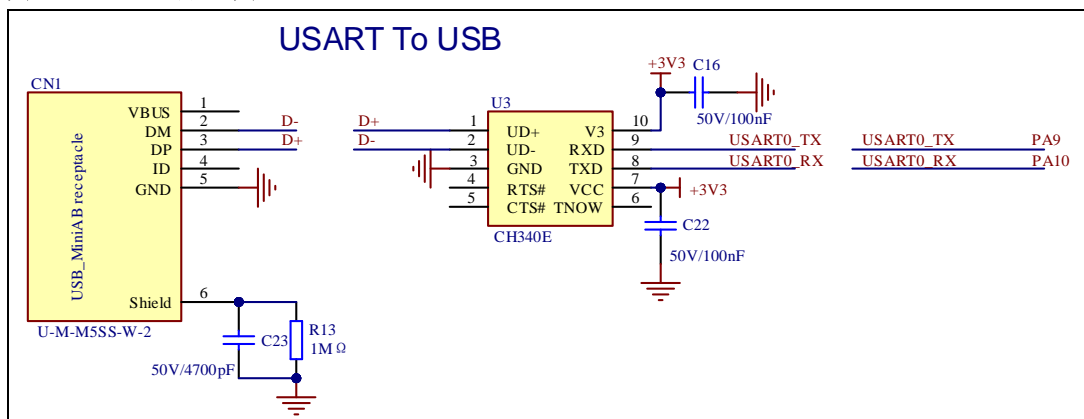 USART To USB
CN1
USB_MiniAB receptacle
VBUS 1
DM 2 D-
DP 3 D+
ID 4
GND 5
Shield 6
U-M-M5SS-W-2
C23
50V/4700pF
R13
1MΩ
U3
D+ 1 UD+
D- 2 UD-
3 GND
4 RTS#
5 CTS#
V3 10
RXD 9 USART0_TX
TXD 8 USART0_RX
VCC 7 +3V3
TNOW 6
CH340E
+3V3
C16
50V/100nF
C22
50V/100nF
USART0_TX PA9
USART0_RX PA10